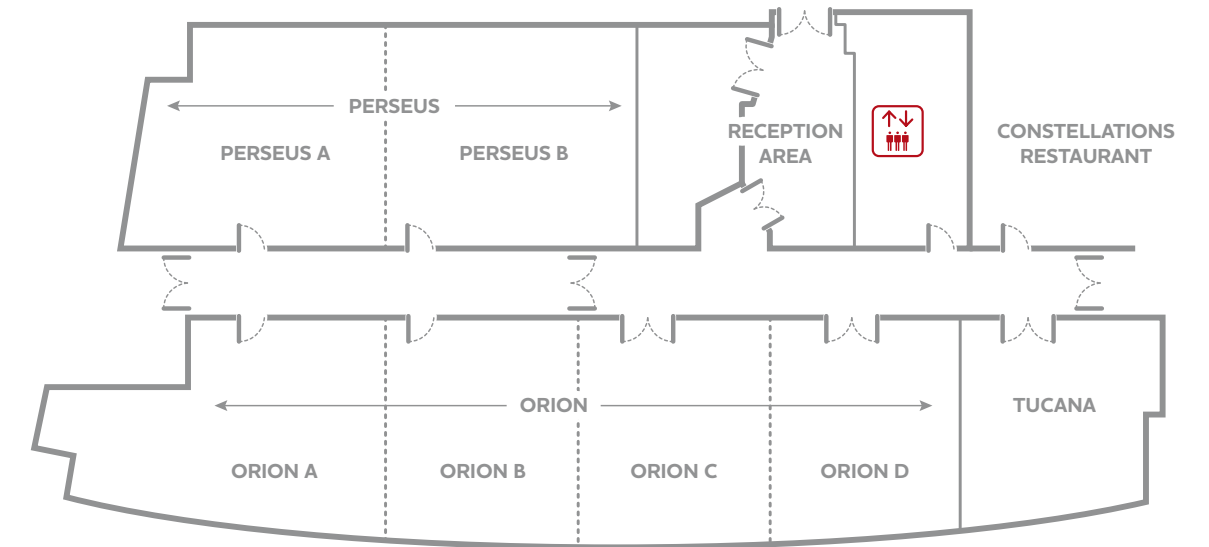 PERSEUS
PERSEUS A
PERSEUS B
RECEPTION
AREA
CONSTELLATIONS
RESTAURANT
ORION
TUCANA
ORION A
ORION B
ORION C
ORION D